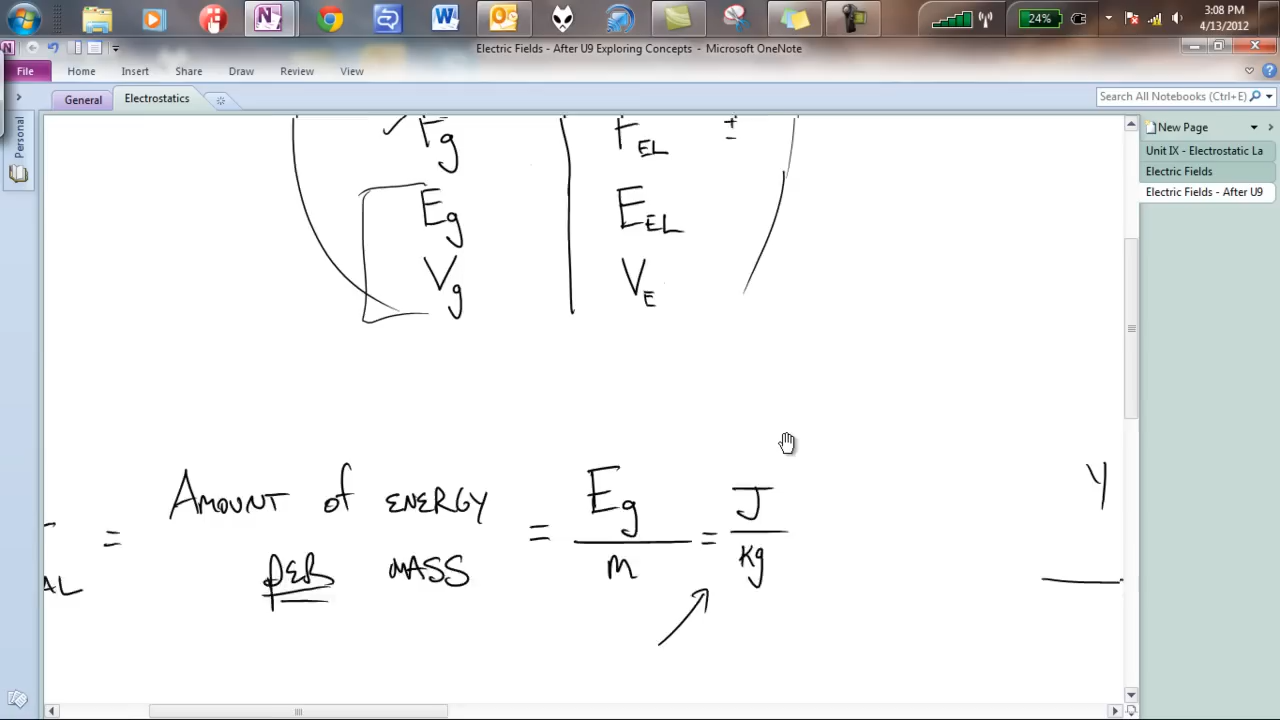 3:08 PM
24%
4/13/2012
Electric Fields - After U9 Exploring Concepts - Microsoft OneNote
File Home Insert Share Draw Review View
General Electrostatics
Search All Notebooks (Ctrl+E)
Personal
New Page
Unit IX - Electrostatic La
Electric Fields
Electric Fields - After U9
✓ Fg FEL ±
Eg EEL
Vg VE
AMOUNT of ENERGY PER MASS = Eg/m = J/kg
= 
AL
Y